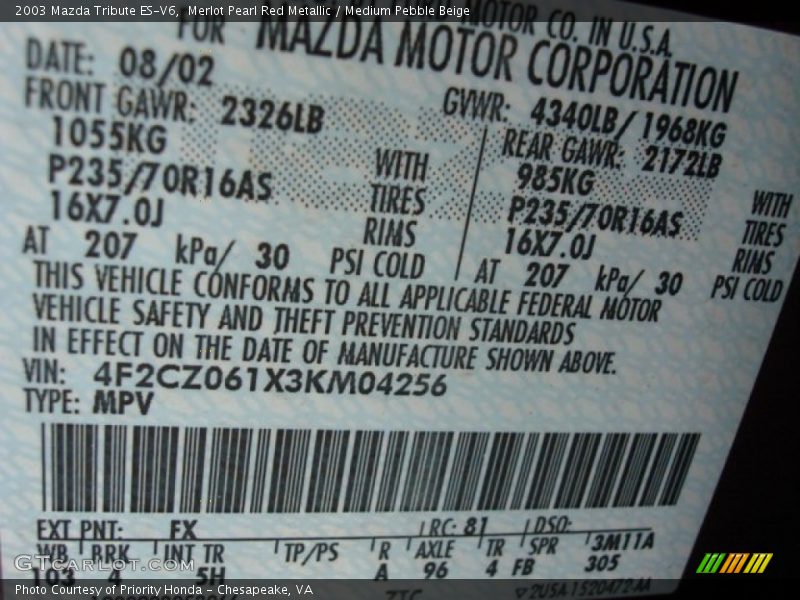 2003 Mazda Tribute ES-V6, Merlot Pearl Red Metallic / Medium Pebble Beige
MOTOR CO. IN U.S.A.
FOR MAZDA MOTOR CORPORATION
DATE: 08/02 GVWR: 4340LB/ 1968KG
FRONT GAWR: 2326LB REAR GAWR: 2172LB
1055KG WITH 985KG WITH
P235/70R16AS TIRES P235/70R16AS TIRES
16X7.0J RIMS 16X7.0J RIMS
AT 207 kPa/ 30 PSI COLD AT 207 kPa/ 30 PSI COLD
THIS VEHICLE CONFORMS TO ALL APPLICABLE FEDERAL MOTOR
VEHICLE SAFETY AND THEFT PREVENTION STANDARDS
IN EFFECT ON THE DATE OF MANUFACTURE SHOWN ABOVE.
VIN: 4F2CZ061X3KM04256
TYPE: MPV
EXT PNT: FX RC: 81 DSO:
WB BRK INT TR TP/PS R AXLE TR SPR 3M11A
103 4 5H A 96 4 FB 305
GTCarLot.com
Photo Courtesy of Priority Honda - Chesapeake, VA